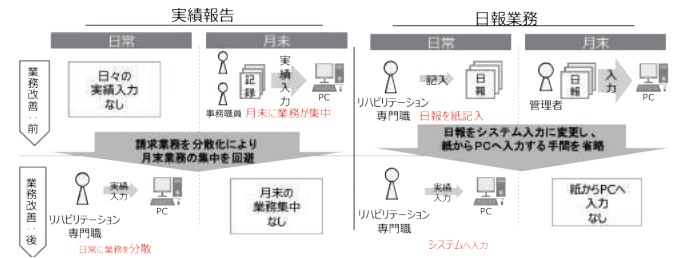 実績報告
日報業務
日常
月末
日常
月末
業務改善：前
日々の
実績入力
なし
事務職員
記録
実績入力
PC
月末に業務が集中
リハビリテーション
専門職
記入
日報
日報を紙記入
管理者
日報
入力
PC
請求業務を分散化により
月末業務の集中を回避
日報をシステム入力に変更し、
紙からPCへ入力する手間を省略
業務改善：後
リハビリテーション
専門職
実績
入力
PC
日常に業務を分散
月末の
業務集中
なし
リハビリテーション
専門職
実績
入力
PC
システムへ入力
紙からPCへ
入力
なし